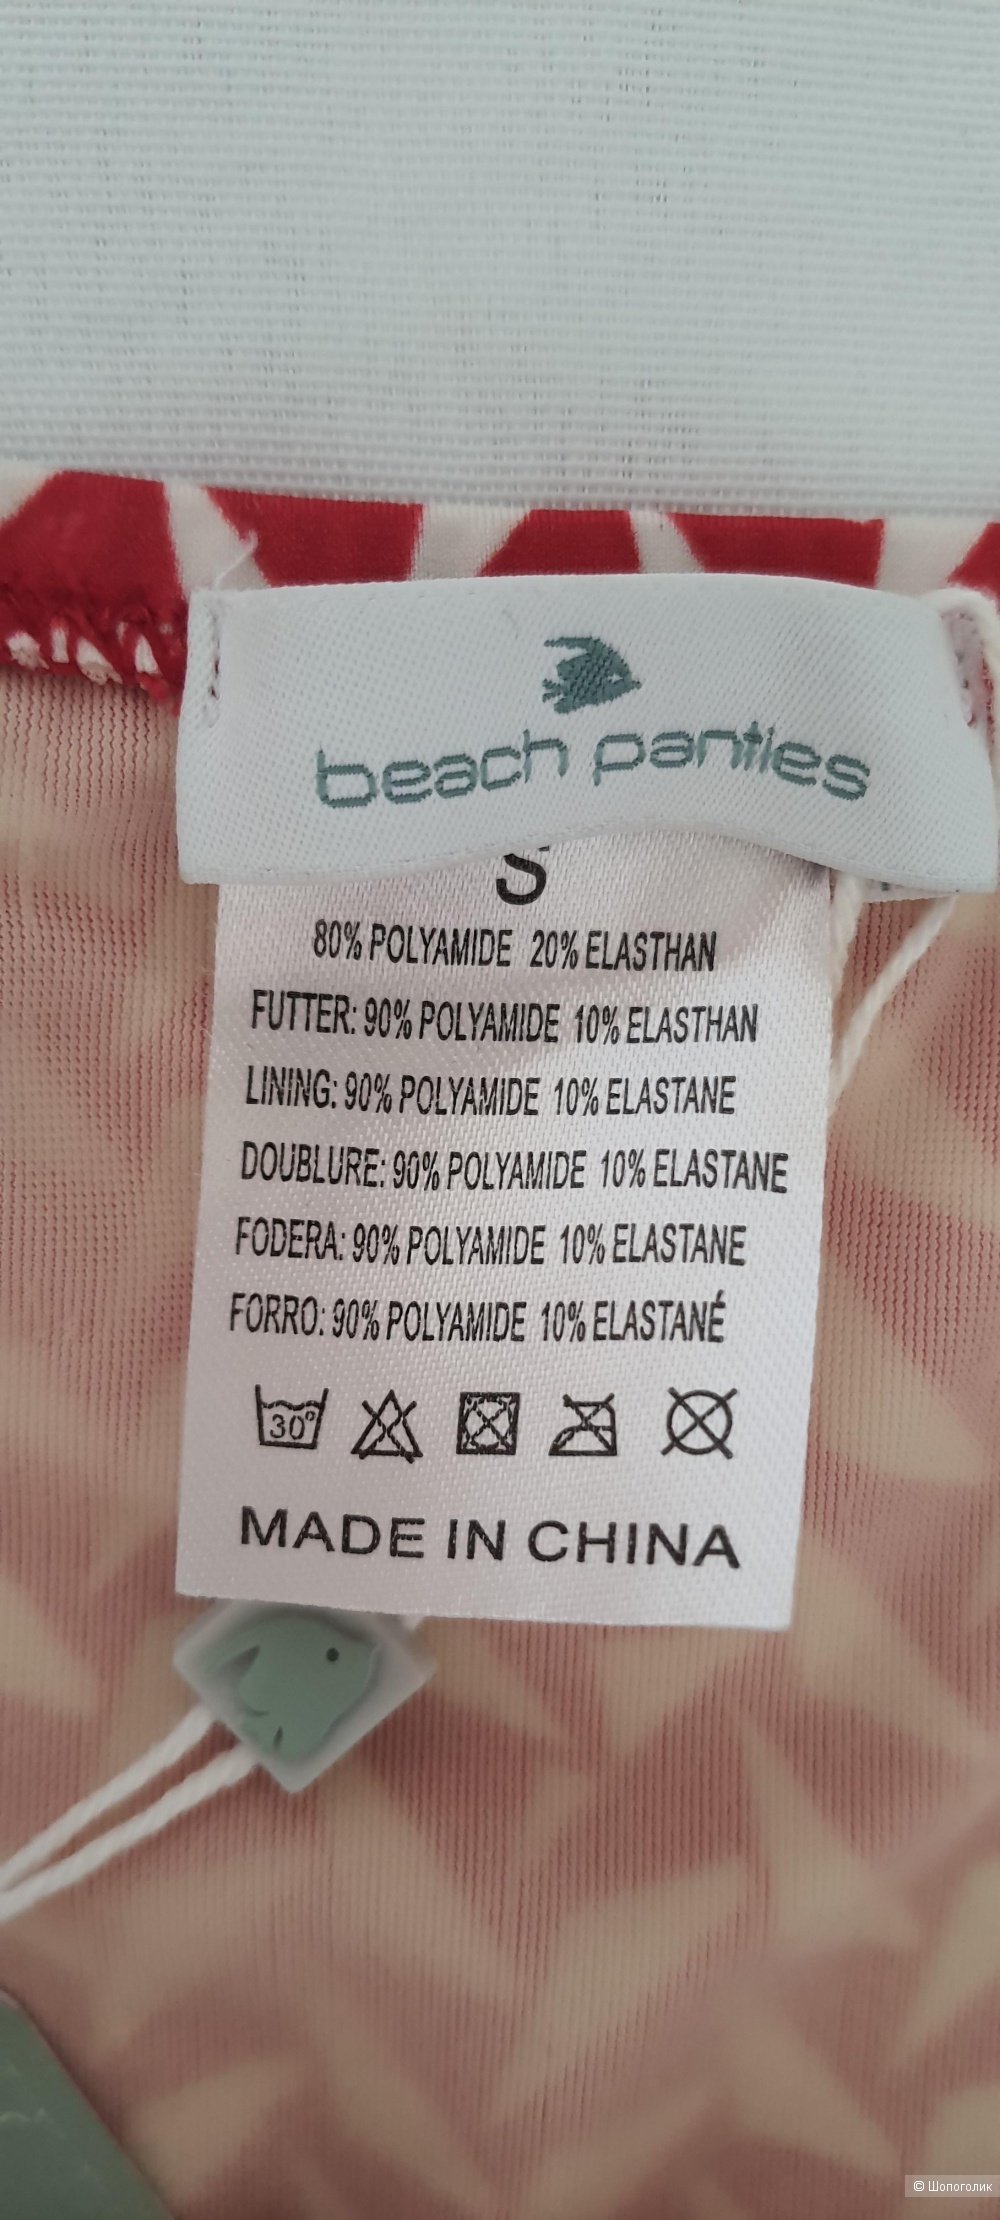 beach panties
S
80% POLYAMIDE 20% ELASTHAN
FUTTER: 90% POLYAMIDE 10% ELASTHAN
LINING: 90% POLYAMIDE 10% ELASTANE
DOUBLURE: 90% POLYAMIDE 10% ELASTANE
FODERA: 90% POLYAMIDE 10% ELASTANE
FORRO: 90% POLYAMIDE 10% ELASTANÉ
30°
MADE IN CHINA
© Шопоголик